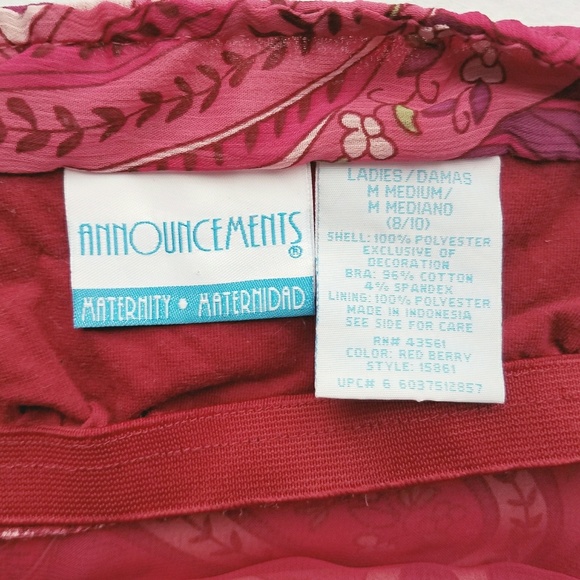 ANNOUNCEMENTS
®
MATERNITY • MATERNIDAD
LADIES/DAMAS
M MEDIUM/
M MEDIANO
(8/10)
SHELL: 100% POLYESTER
EXCLUSIVE OF
DECORATION
BRA: 96% COTTON
4% SPANDEX
LINING: 100% POLYESTER
MADE IN INDONESIA
SEE SIDE FOR CARE
RN# 43561
COLOR: RED BERRY
STYLE: 15861
UPC# 6 6037512857